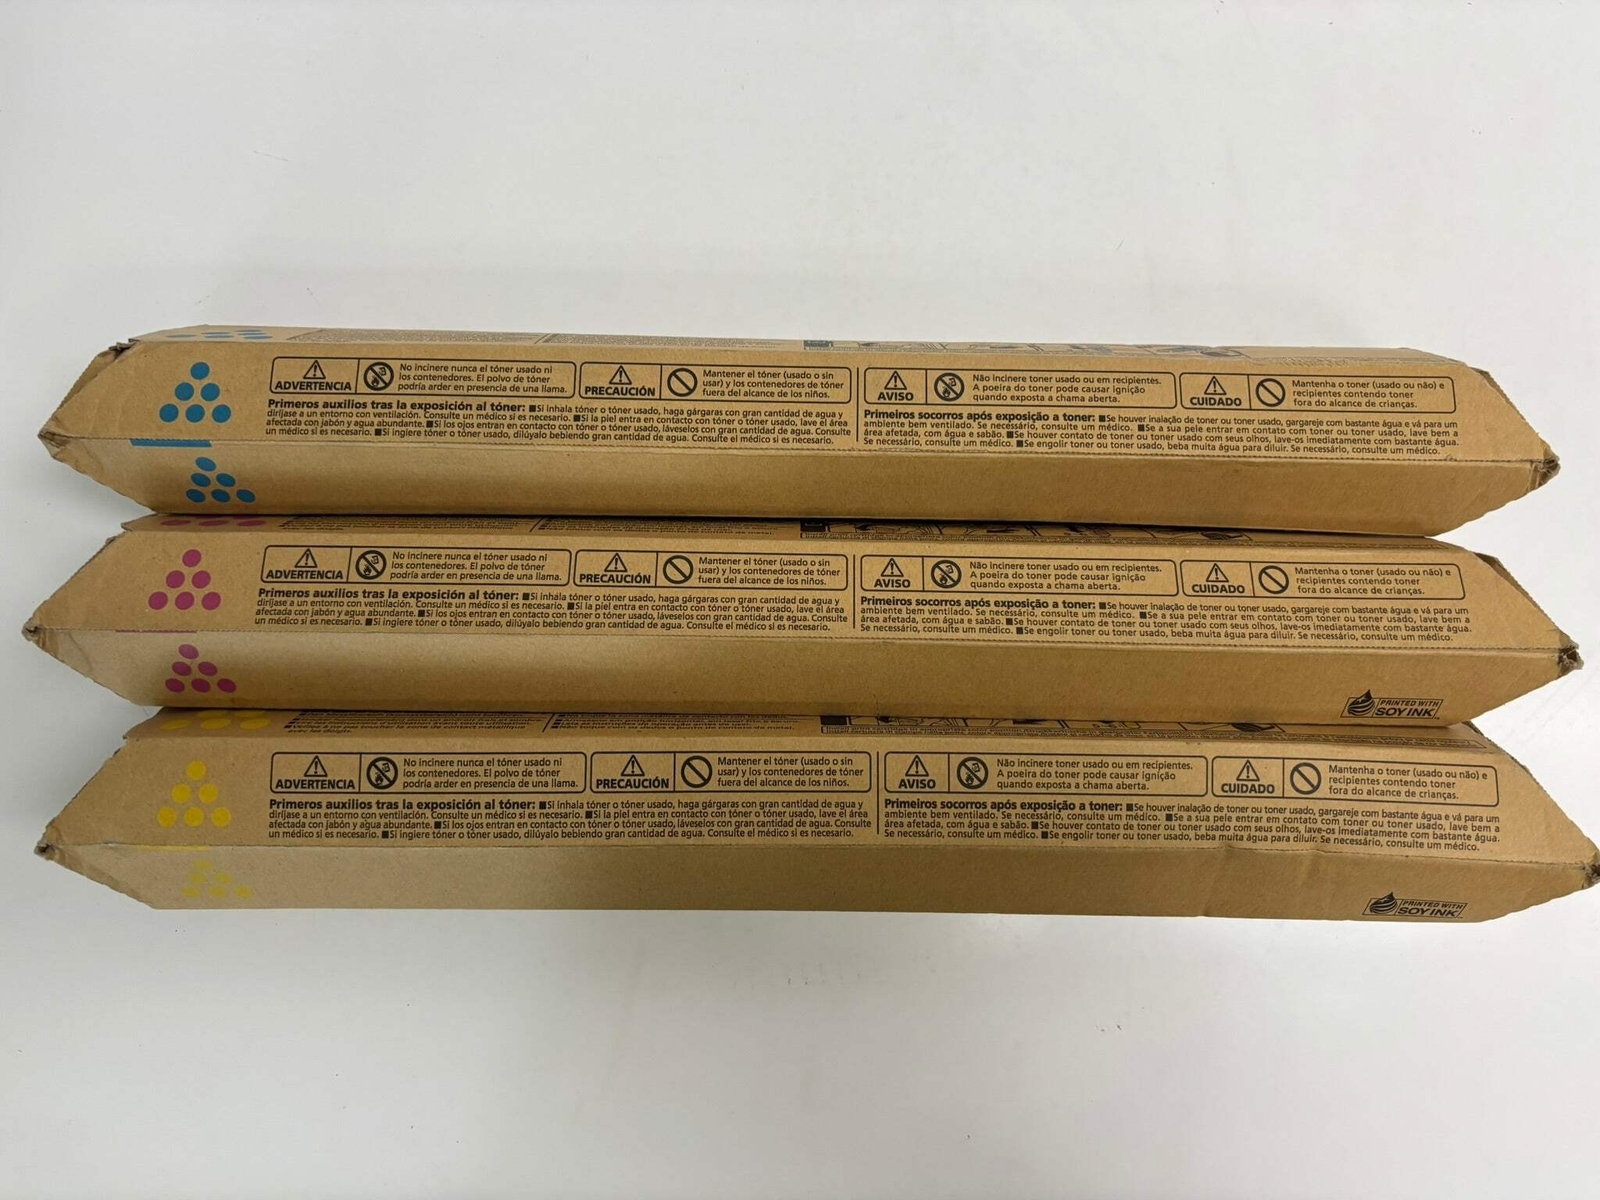 ADVERTENCIA
No incinere nunca el tóner usado ni
los contenedores. El polvo de tóner
podría arder en presencia de una llama.
PRECAUCIÓN
Mantener el tóner (usado o sin
usar) y los contenedores de tóner
fuera del alcance de los niños.
Primeros auxilios tras la exposición al tóner: ■Si inhala tóner o tóner usado, haga gárgaras con gran cantidad de agua y
diríjase a un entorno con ventilación. Consulte un médico si es necesario. ■Si la piel entra en contacto con tóner o tóner usado, lave el área
afectada con jabón y agua abundante. ■Si los ojos entran en contacto con tóner o tóner usado, láveselos con gran cantidad de agua. Consulte
un médico si es necesario. ■Si ingiere tóner o tóner usado, dilúyalo bebiendo gran cantidad de agua. Consulte el médico si es necesario.
AVISO
Não incinere toner usado ou em recipientes.
A poeira do toner pode causar ignição
quando exposta a chama aberta.
CUIDADO
Mantenha o toner (usado ou não) e
recipientes contendo toner
fora do alcance de crianças.
Primeiros socorros após exposição a toner: ■Se houver inalação de toner ou toner usado, gargareje com bastante água e vá para um
ambiente bem ventilado. Se necessário, consulte um médico. ■Se a sua pele entrar em contato com toner ou toner usado, lave bem a
área afetada, com água e sabão. ■Se houver contato de toner ou toner usado com seus olhos, lave-os imediatamente com bastante água.
Se necessário, consulte um médico. ■Se engolir toner ou toner usado, beba muita água para diluir. Se necessário, consulte um médico.
ADVERTENCIA
No incinere nunca el tóner usado ni
los contenedores. El polvo de tóner
podría arder en presencia de una llama.
PRECAUCIÓN
Mantener el tóner (usado o sin
usar) y los contenedores de tóner
fuera del alcance de los niños.
Primeros auxilios tras la exposición al tóner: ■Si inhala tóner o tóner usado, haga gárgaras con gran cantidad de agua y
diríjase a un entorno con ventilación. Consulte un médico si es necesario. ■Si la piel entra en contacto con tóner o tóner usado, lave el área
afectada con jabón y agua abundante. ■Si los ojos entran en contacto con tóner o tóner usado, láveselos con gran cantidad de agua. Consulte
un médico si es necesario. ■Si ingiere tóner o tóner usado, dilúyalo bebiendo gran cantidad de agua. Consulte el médico si es necesario.
AVISO
Não incinere toner usado ou em recipientes.
A poeira do toner pode causar ignição
quando exposta a chama aberta.
CUIDADO
Mantenha o toner (usado ou não) e
recipientes contendo toner
fora do alcance de crianças.
Primeiros socorros após exposição a toner: ■Se houver inalação de toner ou toner usado, gargareje com bastante água e vá para um
ambiente bem ventilado. Se necessário, consulte um médico. ■Se a sua pele entrar em contato com toner ou toner usado, lave bem a
área afetada, com água e sabão. ■Se houver contato de toner ou toner usado com seus olhos, lave-os imediatamente com bastante água.
Se necessário, consulte um médico. ■Se engolir toner ou toner usado, beba muita água para diluir. Se necessário, consulte um médico.
PRINTED WITH
SOY INK
ADVERTENCIA
No incinere nunca el tóner usado ni
los contenedores. El polvo de tóner
podría arder en presencia de una llama.
PRECAUCIÓN
Mantener el tóner (usado o sin
usar) y los contenedores de tóner
fuera del alcance de los niños.
Primeros auxilios tras la exposición al tóner: ■Si inhala tóner o tóner usado, haga gárgaras con gran cantidad de agua y
diríjase a un entorno con ventilación. Consulte un médico si es necesario. ■Si la piel entra en contacto con tóner o tóner usado, lave el área
afectada con jabón y agua abundante. ■Si los ojos entran en contacto con tóner o tóner usado, láveselos con gran cantidad de agua. Consulte
un médico si es necesario. ■Si ingiere tóner o tóner usado, dilúyalo bebiendo gran cantidad de agua. Consulte el médico si es necesario.
AVISO
Não incinere toner usado ou em recipientes.
A poeira do toner pode causar ignição
quando exposta a chama aberta.
CUIDADO
Mantenha o toner (usado ou não) e
recipientes contendo toner
fora do alcance de crianças.
Primeiros socorros após exposição a toner: ■Se houver inalação de toner ou toner usado, gargareje com bastante água e vá para um
ambiente bem ventilado. Se necessário, consulte um médico. ■Se a sua pele entrar em contato com toner ou toner usado, lave bem a
área afetada, com água e sabão. ■Se houver contato de toner ou toner usado com seus olhos, lave-os imediatamente com bastante água.
Se necessário, consulte um médico. ■Se engolir toner ou toner usado, beba muita água para diluir. Se necessário, consulte um médico.
PRINTED WITH
SOY INK